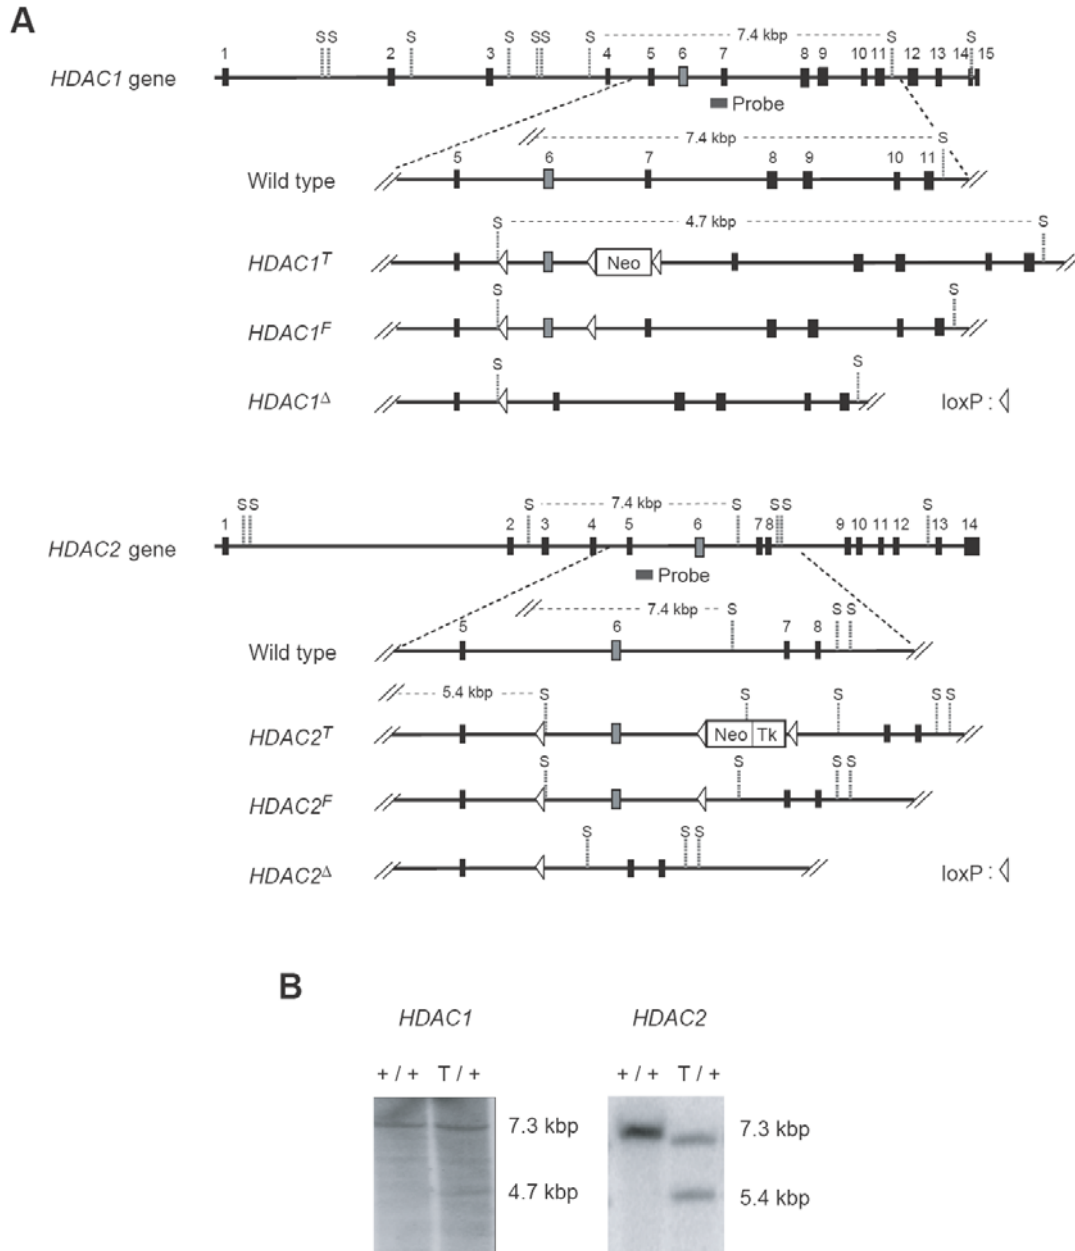 A
S S S S S S S 7.4 kbp S S
1 2 3 4 5 6 7 8 9 10 11 12 13 14 15
HDAC1 gene
Probe
7.4 kbp S
5 6 7 8 9 10 11
Wild type
S 4.7 kbp S
HDAC1ᵀ Neo
S S
HDAC1ꟳ
S S
HDAC1Δ loxP :
S S S 7.4 kbp S S S S
1 2 3 4 5 6 7 8 9 10 11 12 13 14
HDAC2 gene
Probe
7.4 kbp S S S
5 6 7 8
Wild type
5.4 kbp S S S S S
HDAC2ᵀ Neo Tk
S S S S
HDAC2ꟳ
S S S
HDAC2Δ loxP :
B
HDAC1 HDAC2
+ / + T / + + / + T / +
7.3 kbp 7.3 kbp
4.7 kbp 5.4 kbp